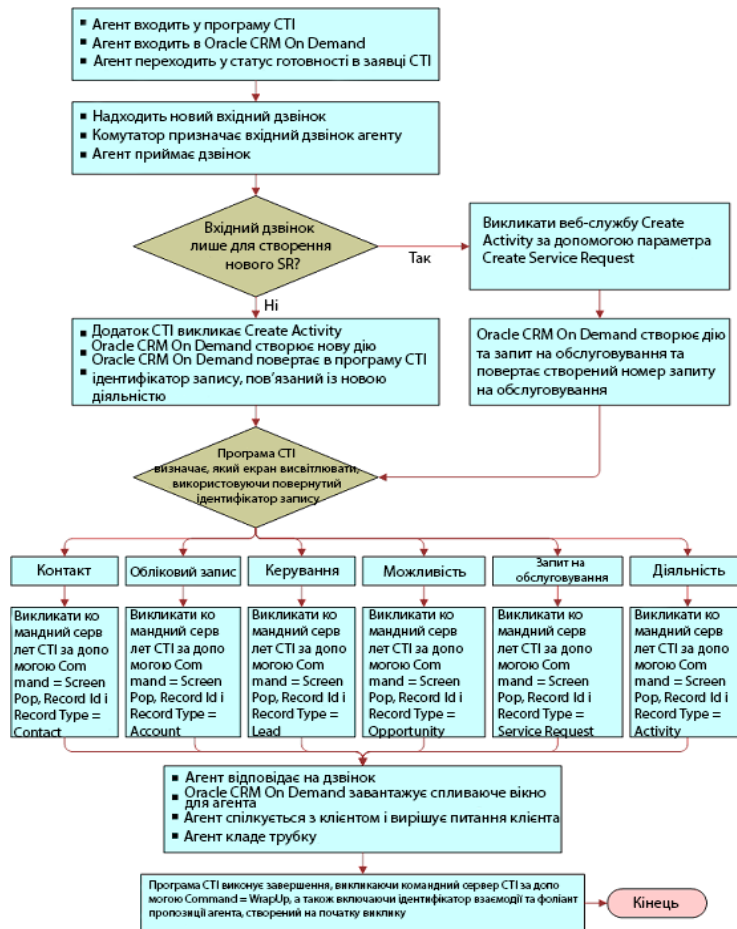 Агент входить у програму CTI
Агент входить в Oracle CRM On Demand
Агент переходить у статус готовності в заявці CTI
Надходить новий вхідний дзвінок
Комутатор призначає вхідний дзвінок агенту
Агент приймає дзвінок
Вхідний дзвінок
лише для створення
нового SR?
Так
Викликати веб-службу Create
Activity за допомогою параметра
Create Service Request
Ні
Додаток CTI викликає Create Activity
Oracle CRM On Demand створює нову дію
Oracle CRM On Demand повертає в програму CTI
ідентифікатор запису, пов’язаний із новою
діяльністю
Oracle CRM On Demand створює дію
та запит на обслуговування та
повертає створений номер запиту
на обслуговування
Програма CTI
визначає, який екран висвітлювати,
використовуючи повернутий
ідентифікатор запису
Контакт
Обліковий запис
Керування
Можливість
Запит на
обслуговування
Діяльність
Викликати ко
мандний серв
лет CTI за допо
могою Com
mand = Screen
Pop, Record Id і
Record Type =
Contact
Викликати ко
мандний серв
лет CTI за допо
могою Com
mand = Screen
Pop, Record Id і
Record Type =
Account
Викликати ко
мандний серв
лет CTI за допо
могою Com
mand = Screen
Pop, Record Id і
Record Type =
Lead
Викликати ко
мандний серв
лет CTI за допо
могою Com
mand = Screen
Pop, Record Id і
Record Type =
Opportunity
Викликати ко
мандний серв
лет CTI за допо
могою Com
mand = Screen
Pop, Record Id і
Record Type =
Service Request
Викликати ко
мандний серв
лет CTI за допо
могою Com
mand = Screen
Pop, Record Id і
Record Type =
Activity
Агент відповідає на дзвінок
Oracle CRM On Demand завантажує спливаюче вікно
для агента
Агент спілкується з клієнтом і вирішує питання клієнта
Агент кладе трубку
Програма CTI виконує завершення, викликаючи командний сервер CTI за допо
могою Command = WrapUp, а також включаючи ідентифікатор взаємодії та фоліант
пропозиції агента, створений на початку виклику
Кінець